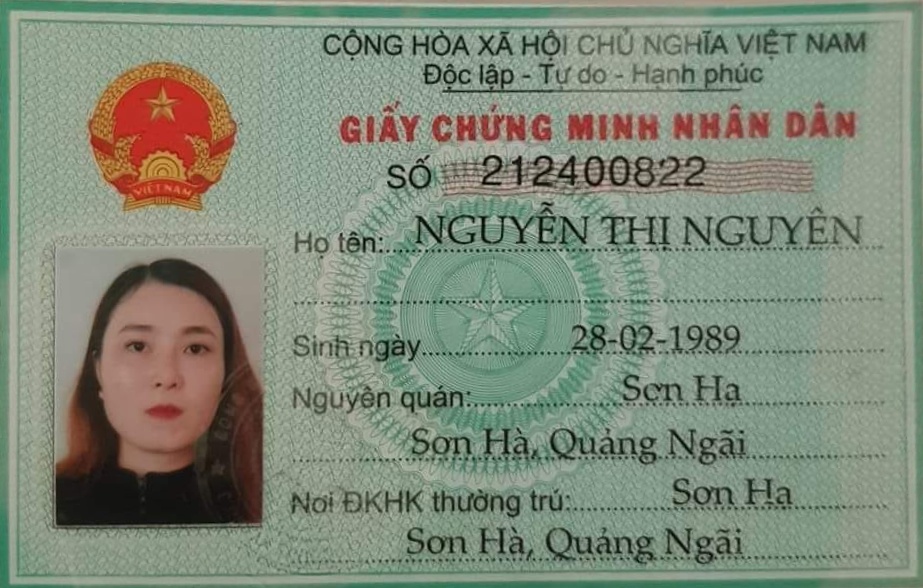 CỘNG HÒA XÃ HỘI CHỦ NGHĨA VIỆT NAM
Độc lập - Tự do - Hạnh phúc
GIẤY CHỨNG MINH NHÂN DÂN
SỐ 212400822
VIỆT NAM
Họ tên: NGUYỄN THỊ NGUYÊN
Sinh ngày 28-02-1989
Nguyên quán: Sơn Hạ
Sơn Hà, Quảng Ngãi
Nơi ĐKHK thường trú: Sơn Hạ
Sơn Hà, Quảng Ngãi